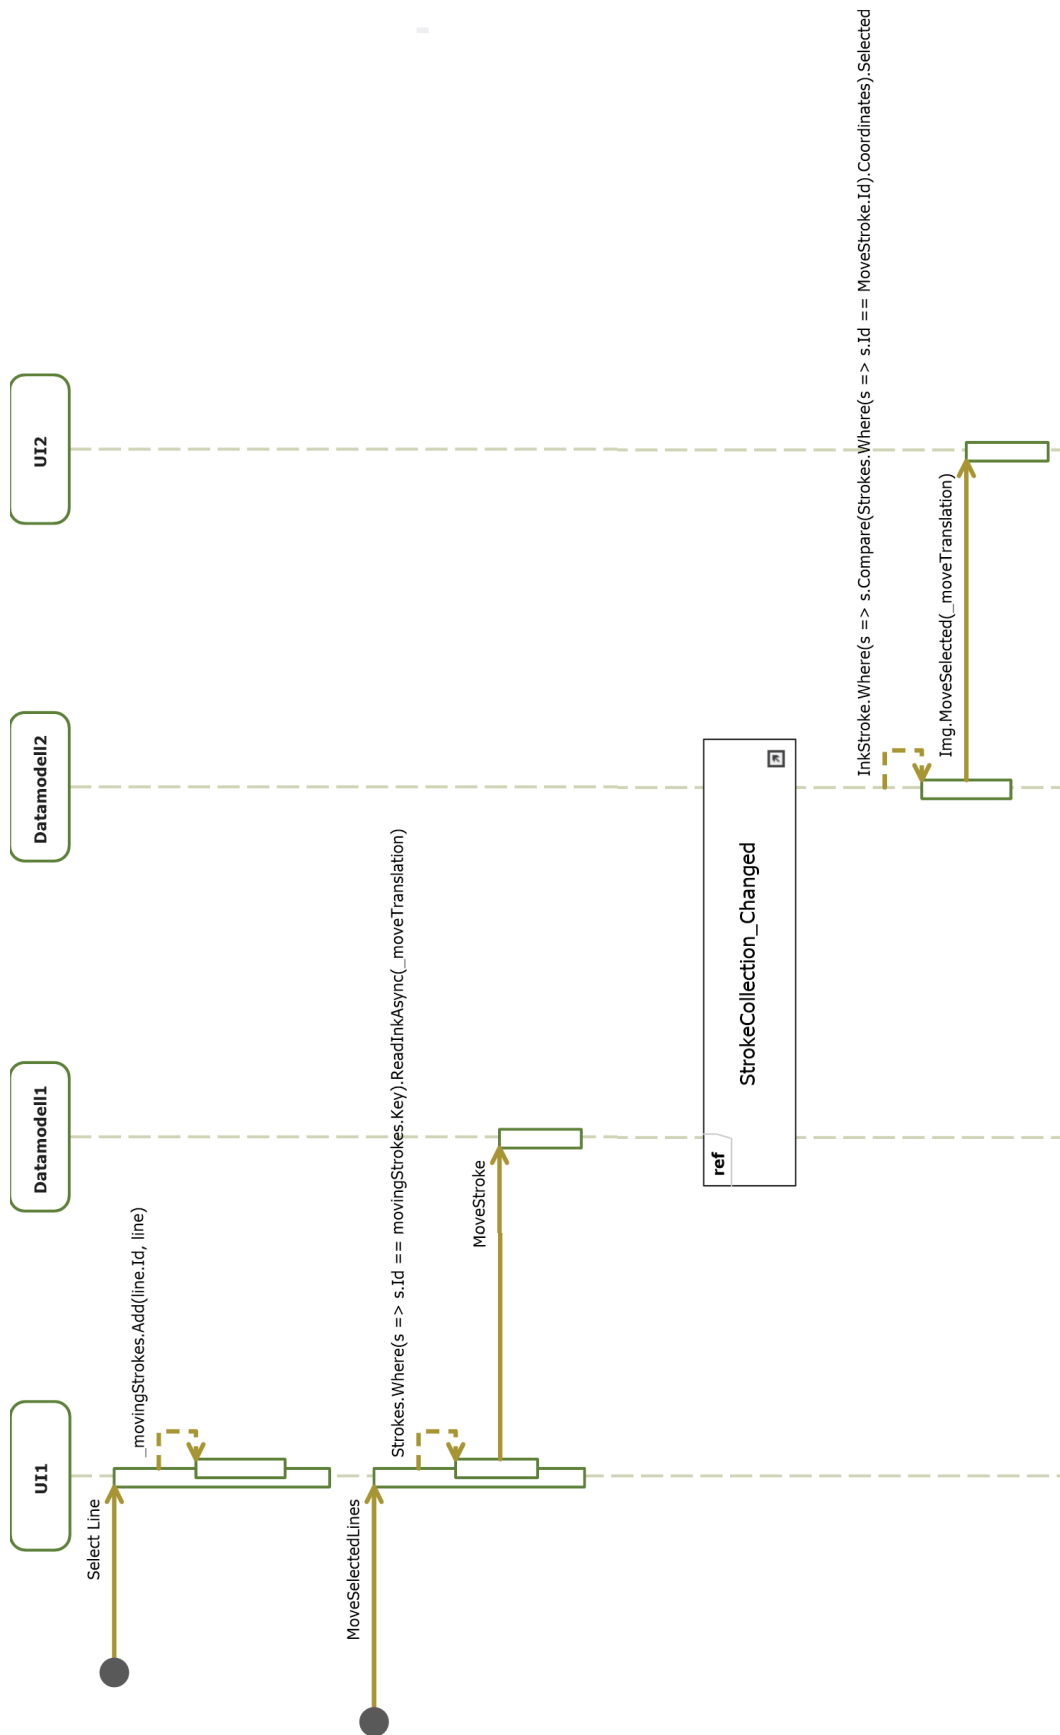 UI1
Datamodell1
Datamodell2
UI2
Select Line
_movingStrokes.Add(line.Id, line)
MoveSelectedLines
Strokes.Where(s => s.Id == movingStrokes.Key).ReadInkAsync(_moveTranslation)
MoveStroke
ref
StrokeCollection_Changed
InkStroke.Where(s => s.Compare(Strokes.Where(s => s.Id == MoveStroke.Id).Coordinates).Selected
Img.MoveSelected(_moveTranslation)